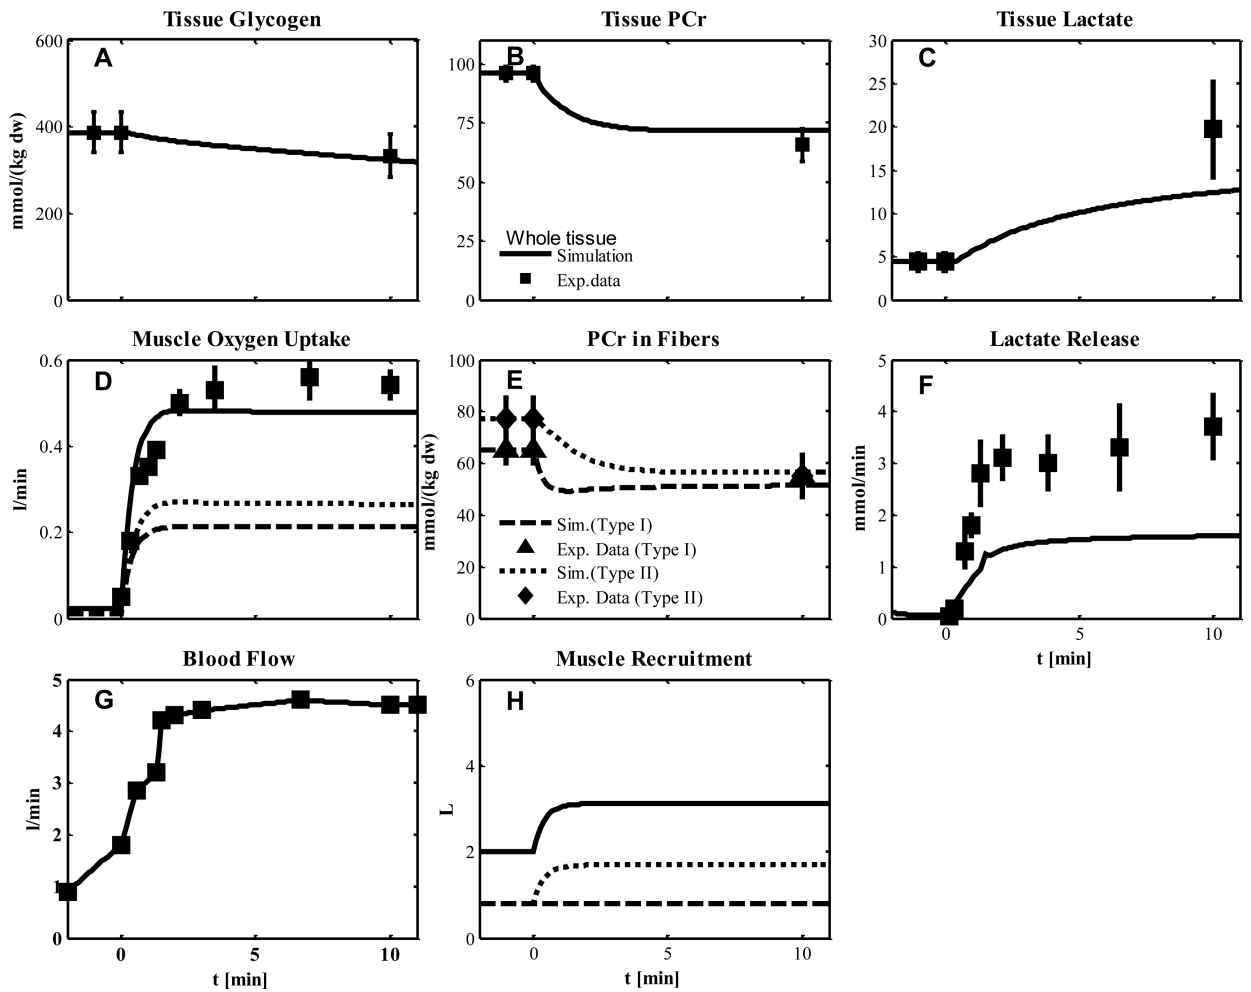 Tissue Glycogen
A
600
400
200
0
mmol/(kg dw)
Tissue PCr
B
100
75
50
25
0
Whole tissue
Simulation
Exp.data
Tissue Lactate
C
30
25
20
15
10
5
0
Muscle Oxygen Uptake
D
0.6
0.4
0.2
0
l/min
PCr in Fibers
E
100
80
60
40
20
0
mmol/(kg dw)
Sim.(Type I)
Exp. Data (Type I)
Sim.(Type II)
Exp. Data (Type II)
Lactate Release
F
5
4
3
2
1
0
mmol/min
0 5 10
t [min]
Blood Flow
G
5
4
3
2
1
0
l/min
0 5 10
t [min]
Muscle Recruitment
H
6
4
2
0
L
0 5 10
t [min]